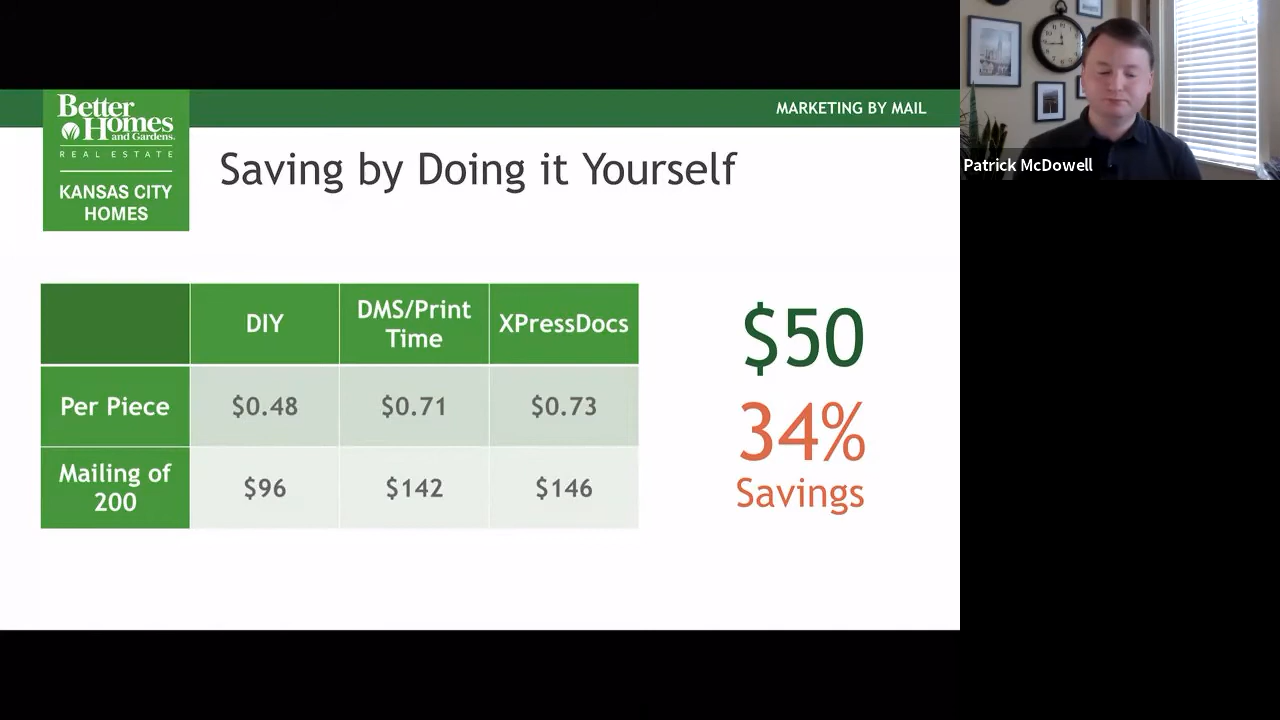 Better
Homes
and Gardens.
REAL ESTATE
KANSAS CITY
HOMES
MARKETING BY MAIL
Saving by Doing it Yourself
DIY
DMS/Print
Time
XPressDocs
Per Piece
$0.48
$0.71
$0.73
Mailing of
200
$96
$142
$146
$50
34%
Savings
Patrick McDowell